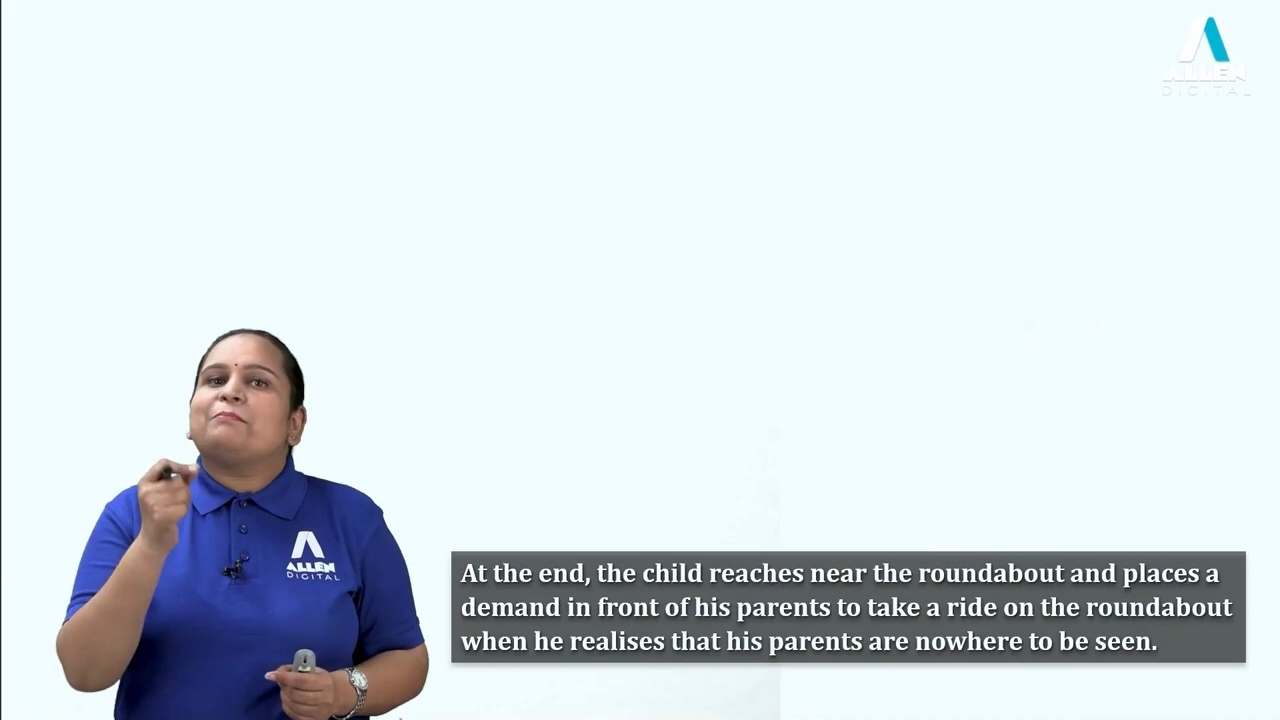 ALLEN
DIGITAL
ALLEN
DIGITAL
At the end, the child reaches near the roundabout and places a
demand in front of his parents to take a ride on the roundabout
when he realises that his parents are nowhere to be seen.